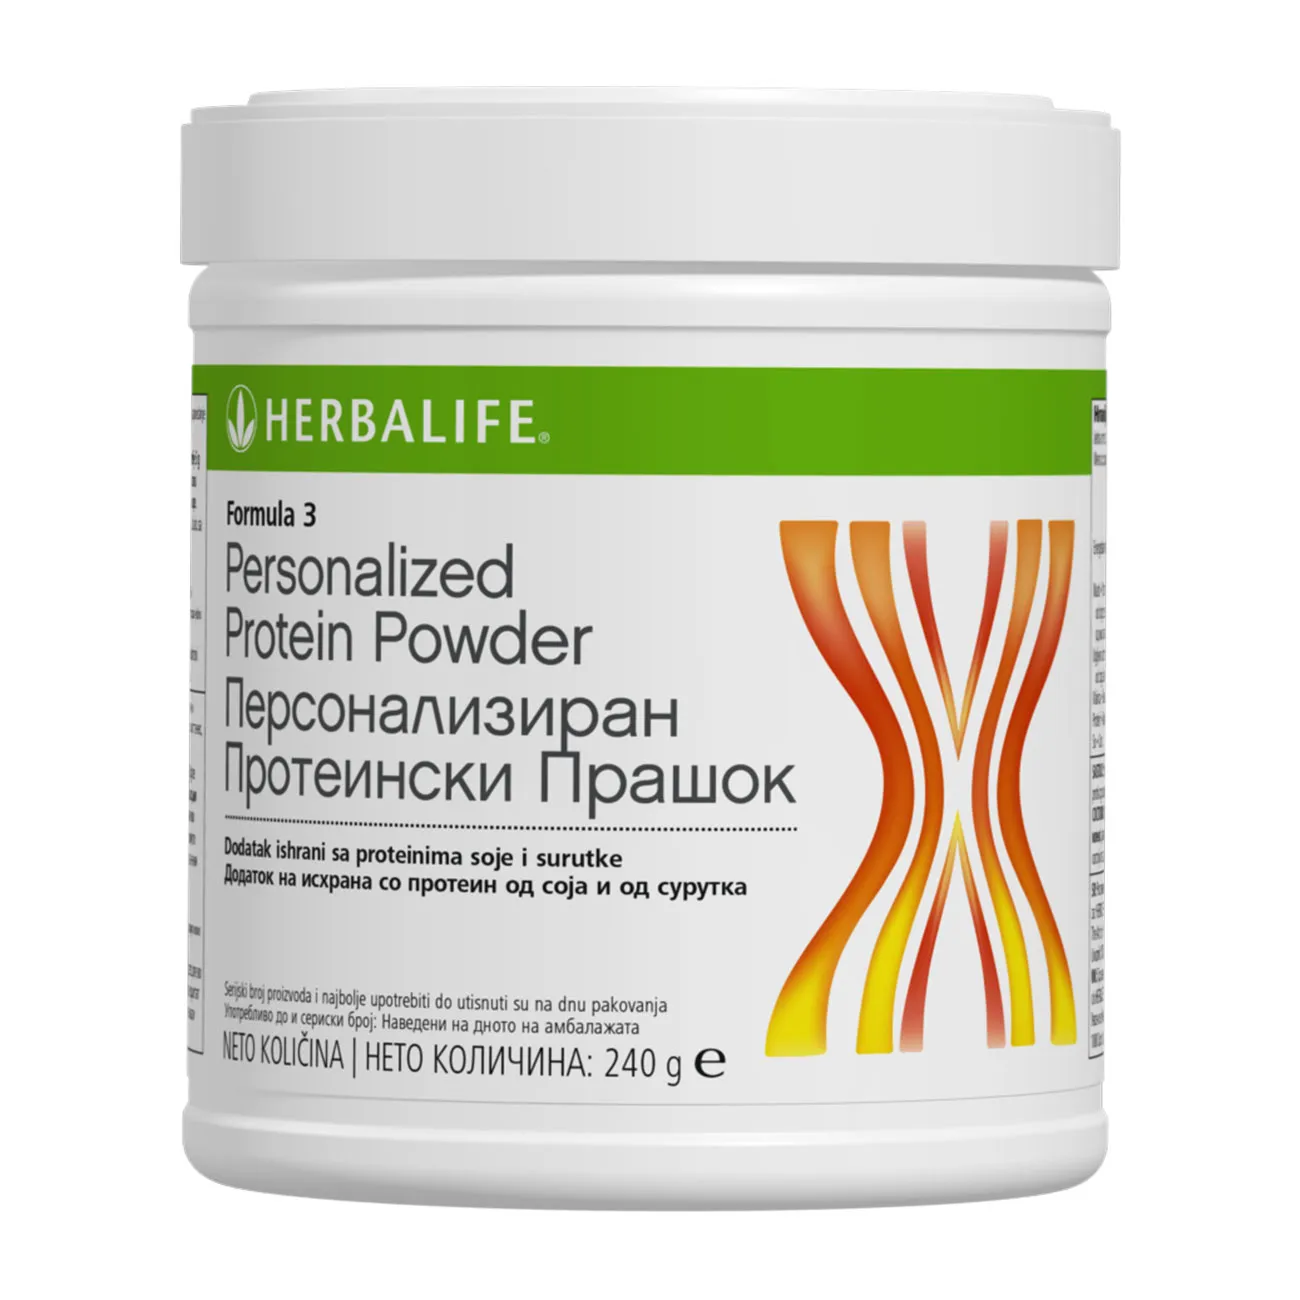 HERBALIFE®
Formula 3
Personalized
Protein Powder
Персонализиран
Протеински Прашок
Dodatak ishrani sa proteinima soje i surutke
Додаток на исхрана со протеин од соја и од сурутка
Serijski broj proizvoda i najbolje upotrebiti do utisnuti su na dnu pakovanja
Употребливо до и сериски број: Наведени на дното на амбалажата
NETO KOLIČINA | НЕТО КОЛИЧИНА: 240 g ℮